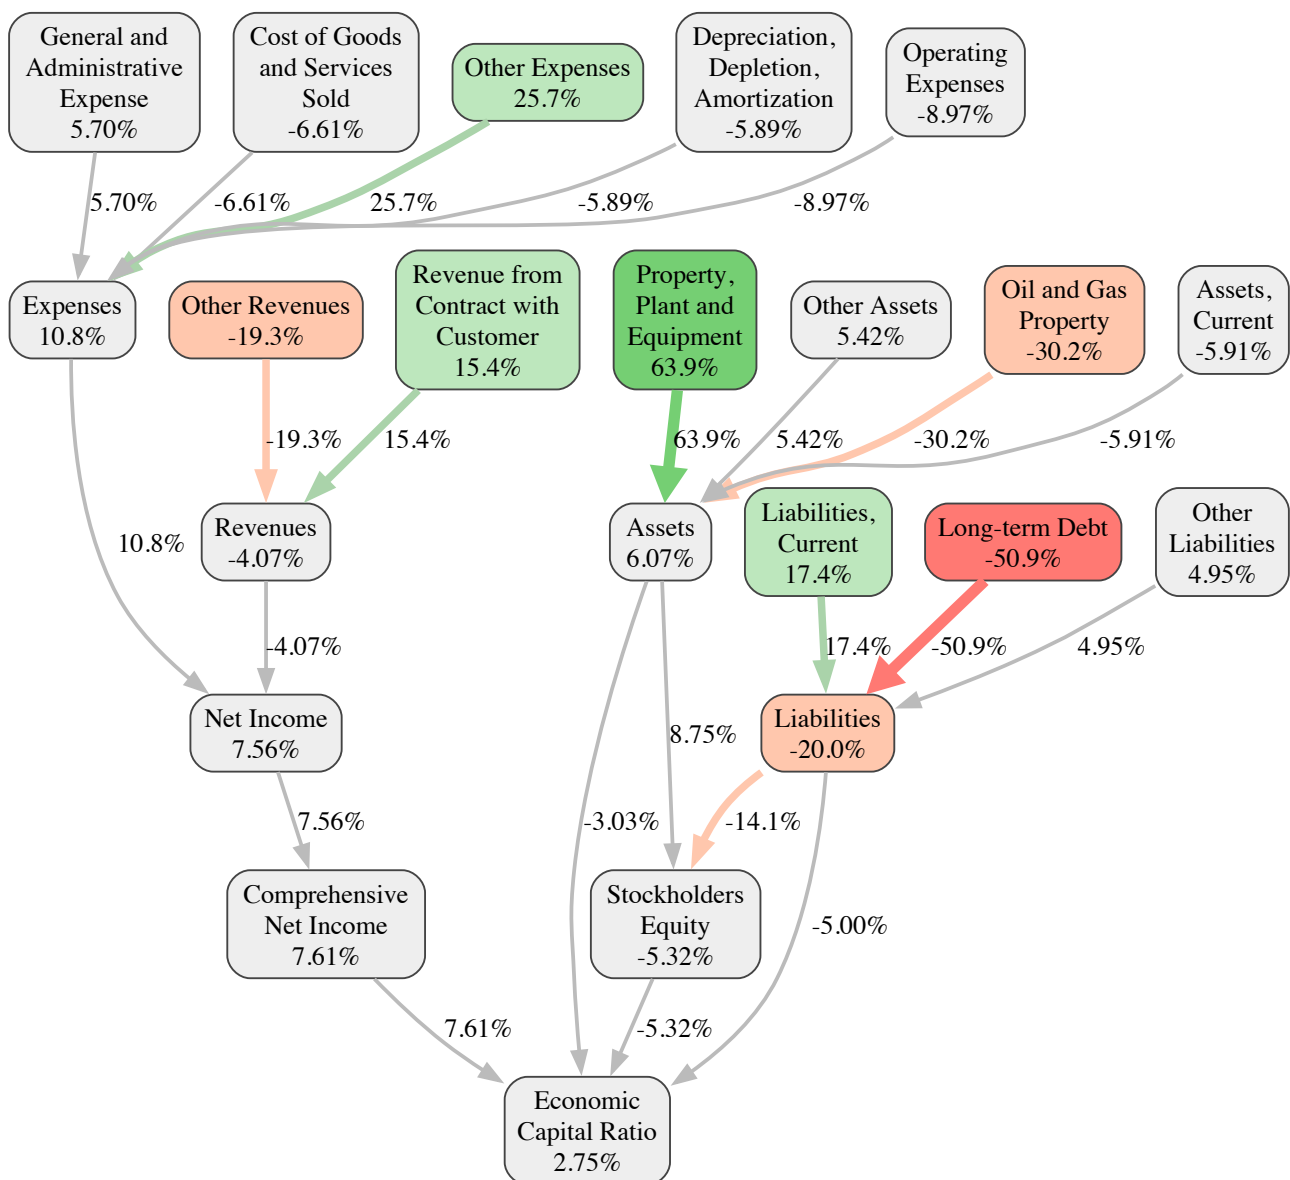 General and
Administrative
Expense
5.70%
Cost of Goods
and Services
Sold
-6.61%
Other Expenses
25.7%
Depreciation,
Depletion,
Amortization
-5.89%
Operating
Expenses
-8.97%
5.70%
-6.61%
25.7%
-5.89%
-8.97%
Expenses
10.8%
Other Revenues
-19.3%
Revenue from
Contract with
Customer
15.4%
Property,
Plant and
Equipment
63.9%
Other Assets
5.42%
Oil and Gas
Property
-30.2%
Assets,
Current
-5.91%
-19.3%
15.4%
63.9%
5.42%
-30.2%
-5.91%
10.8%
Revenues
-4.07%
Assets
6.07%
Liabilities,
Current
17.4%
Long-term Debt
-50.9%
Other
Liabilities
4.95%
-4.07%
17.4%
-50.9%
4.95%
Net Income
7.56%
8.75%
Liabilities
-20.0%
7.56%
-3.03%
-14.1%
Comprehensive
Net Income
7.61%
Stockholders
Equity
-5.32%
-5.00%
7.61%
-5.32%
Economic
Capital Ratio
2.75%